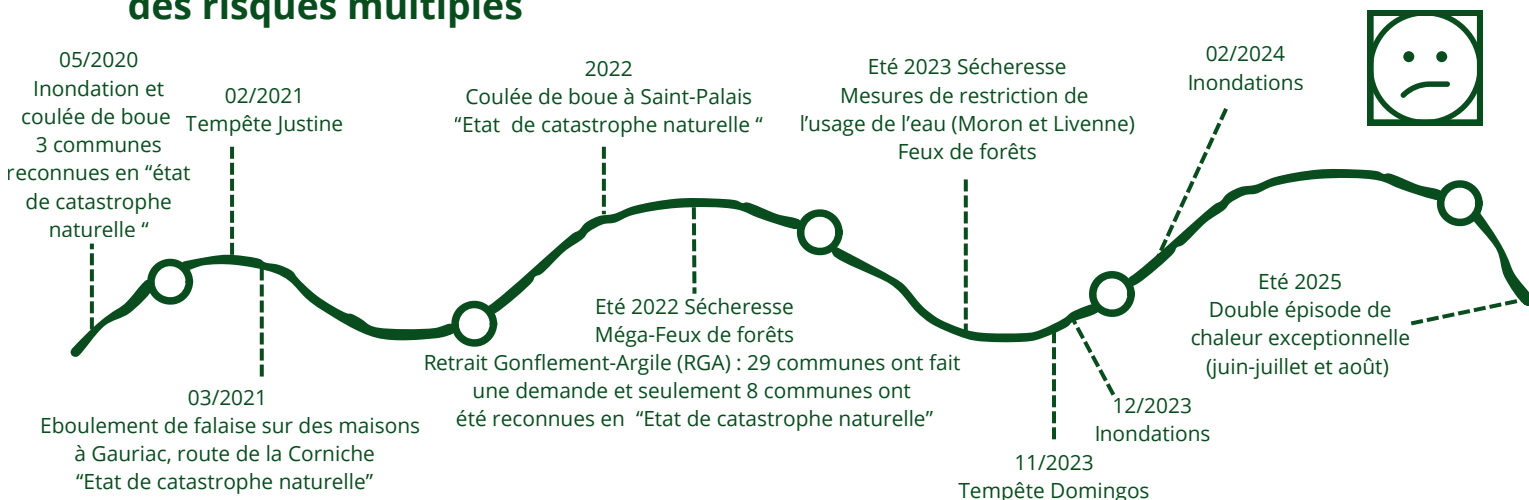 des risques multiples
05/2020
Inondation et
coulée de boue
3 communes
reconnues en “état
de catastrophe
naturelle “
02/2021
Tempête Justine
03/2021
Eboulement de falaise sur des maisons
à Gauriac, route de la Corniche
“Etat de catastrophe naturelle”
2022
Coulée de boue à Saint-Palais
“Etat de catastrophe naturelle “
Eté 2022 Sécheresse
Méga-Feux de forêts
Retrait Gonflement-Argile (RGA) : 29 communes ont fait
une demande et seulement 8 communes ont
été reconnues en “Etat de catastrophe naturelle”
Eté 2023 Sécheresse
Mesures de restriction de
l’usage de l’eau (Moron et Livenne)
Feux de forêts
11/2023
Tempête Domingos
12/2023
Inondations
02/2024
Inondations
Eté 2025
Double épisode de
chaleur exceptionnelle
(juin-juillet et août)